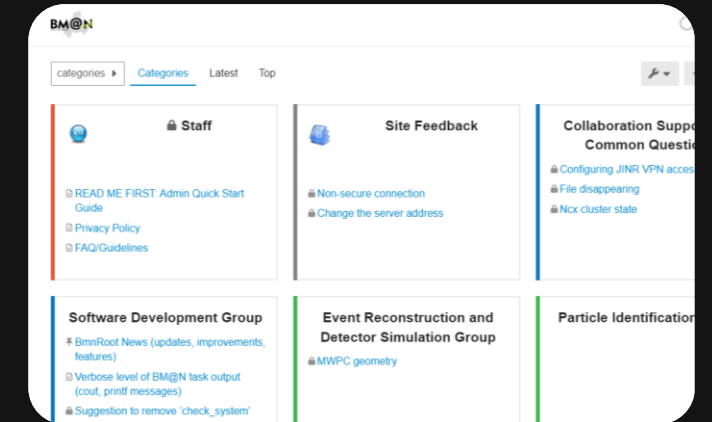 BM@N
categories
Categories
Latest
Top
Staff
READ ME FIRST: Admin Quick Start
Guide
Privacy Policy
FAQ/Guidelines
Site Feedback
Non-secure connection
Change the server address
Collaboration Suppo
Common Questio
Configuring JINR VPN acces
File disappearing
Ncx cluster state
Software Development Group
BmnRoot News (updates, improvements,
features)
Verbose level of BM@N task output
(cout, printf messages)
Suggestion to remove 'check_system'
Event Reconstruction and
Detector Simulation Group
MWPC geometry
Particle Identification